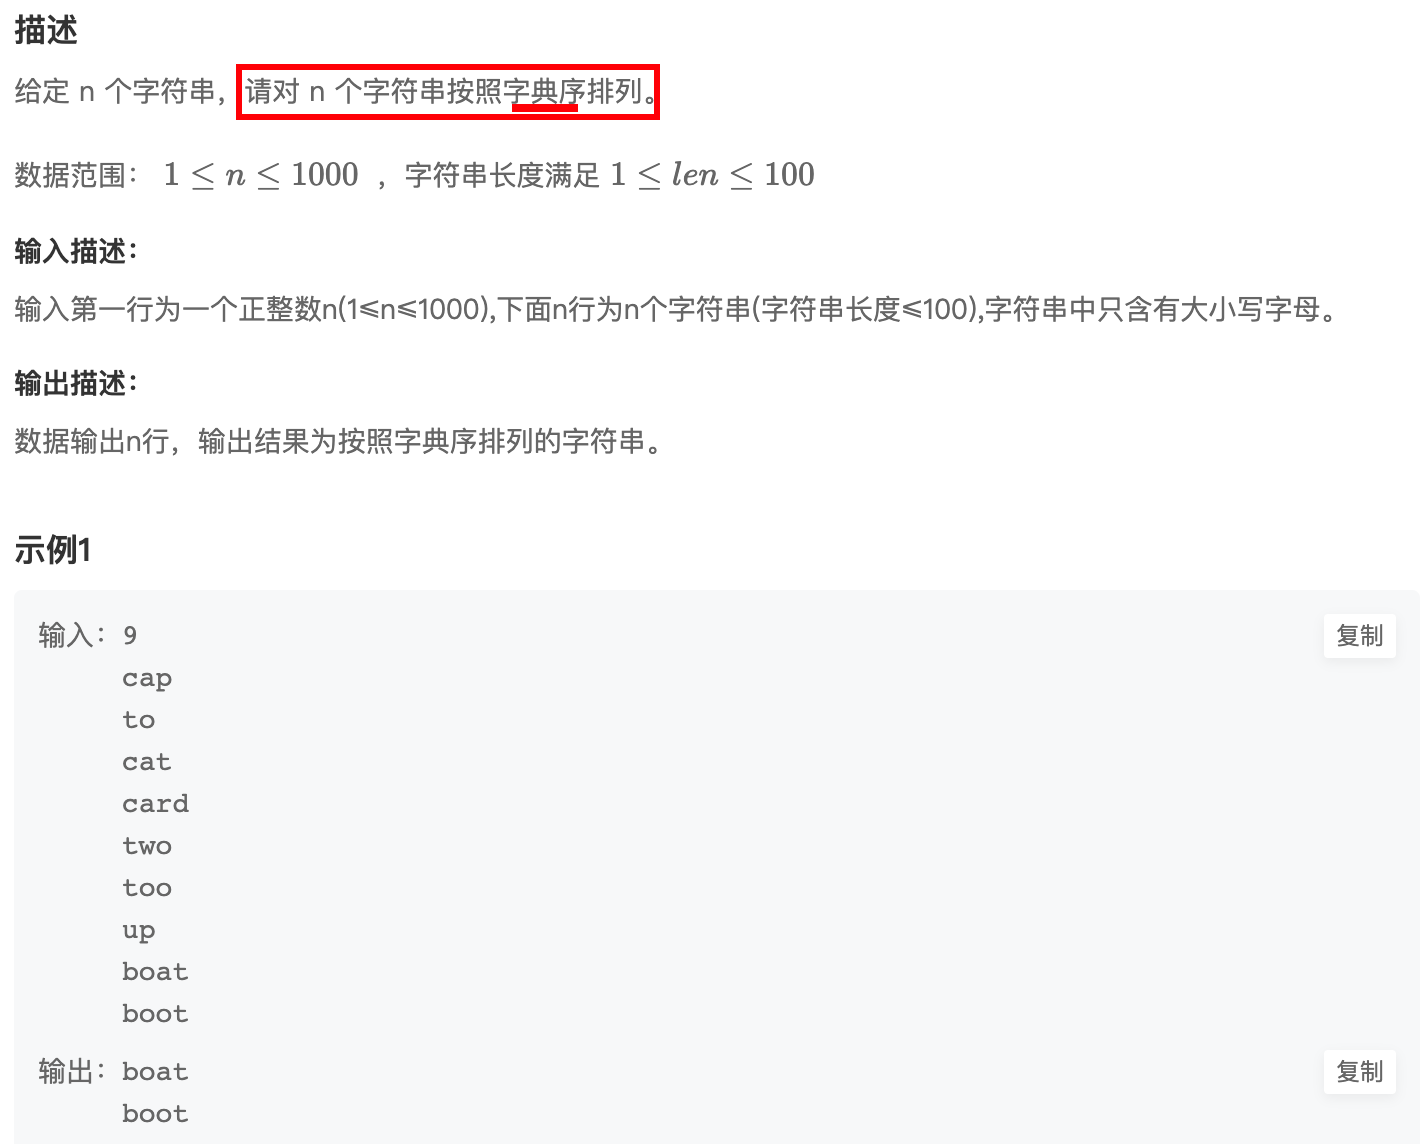 描述
给定 n 个字符串，请对 n 个字符串按照字典序排列。
数据范围： 1 ≤ n ≤ 1000 ，字符串长度满足 1 ≤ len ≤ 100
输入描述：
输入第一行为一个正整数n(1≤n≤1000),下面n行为n个字符串(字符串长度≤100),字符串中只含有大小写字母。
输出描述：
数据输出n行，输出结果为按照字典序排列的字符串。
示例1
输入： 9 复制
cap
to
cat
card
two
too
up
boat
boot
输出： boat 复制
boot